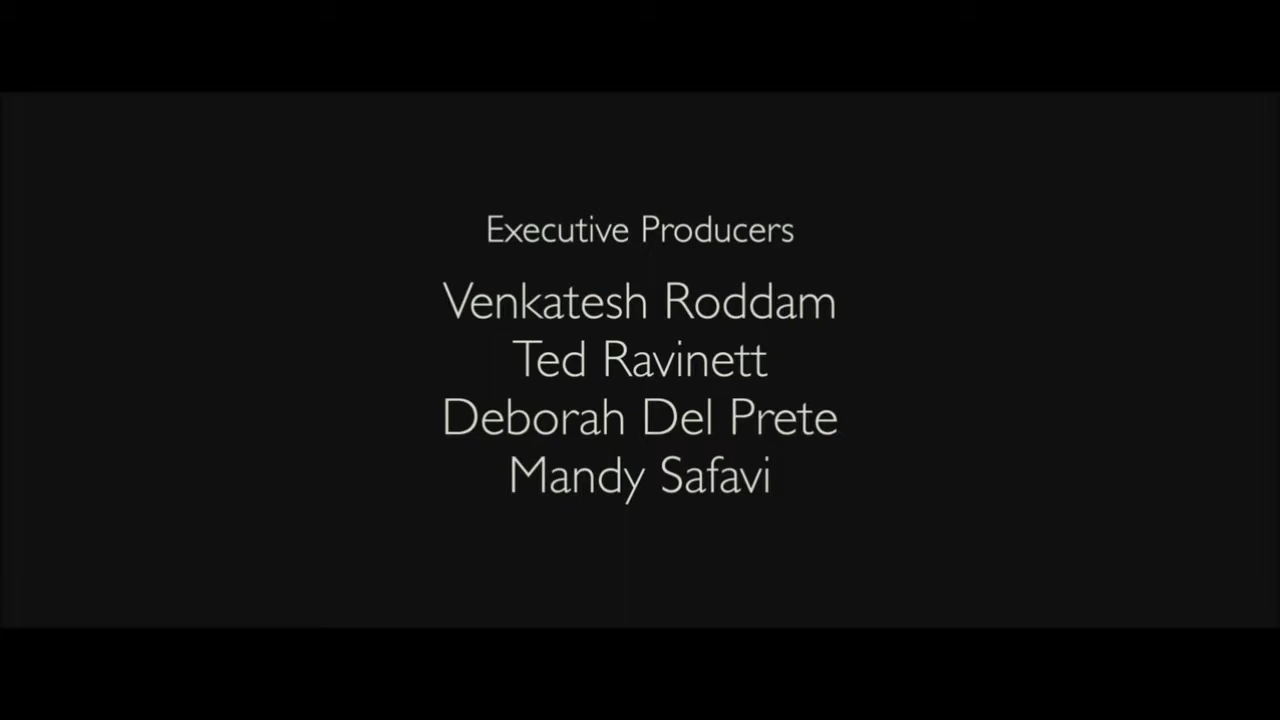 Executive Producers
Venkatesh Roddam
Ted Ravinett
Deborah Del Prete
Mandy Safavi